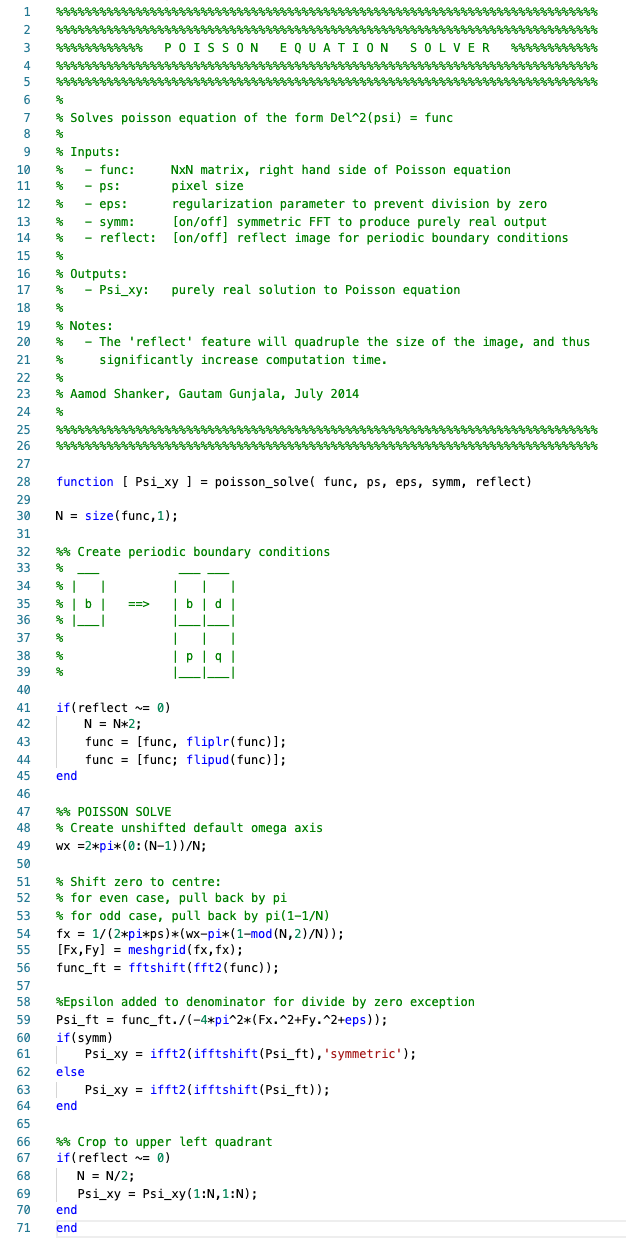 1 %%%%%%%%%%%%%%%%%%%%%%%%%%%%%%%%%%%%%%%%%%%%%%%%%%%%%%%%%%%%%%%%%%%%%%%%%%%%%
2 %%%%%%%%%%%%%%%%%%%%%%%%%%%%%%%%%%%%%%%%%%%%%%%%%%%%%%%%%%%%%%%%%%%%%%%%%%%%%
3 %%%%%%%%%%%%   P O I S S O N   E Q U A T I O N   S O L V E R   %%%%%%%%%%%%
4 %%%%%%%%%%%%%%%%%%%%%%%%%%%%%%%%%%%%%%%%%%%%%%%%%%%%%%%%%%%%%%%%%%%%%%%%%%%%%
5 %%%%%%%%%%%%%%%%%%%%%%%%%%%%%%%%%%%%%%%%%%%%%%%%%%%%%%%%%%%%%%%%%%%%%%%%%%%%%
6 %
7 % Solves poisson equation of the form Del^2(psi) = func
8 %
9 % Inputs:
10 %   - func:     NxN matrix, right hand side of Poisson equation
11 %   - ps:       pixel size
12 %   - eps:      regularization parameter to prevent division by zero
13 %   - symm:     [on/off] symmetric FFT to produce purely real output
14 %   - reflect:  [on/off] reflect image for periodic boundary conditions
15 %
16 % Outputs:
17 %   - Psi_xy:   purely real solution to Poisson equation
18 %
19 % Notes:
20 %   - The 'reflect' feature will quadruple the size of the image, and thus
21 %     significantly increase computation time.
22 %
23 % Aamod Shanker, Gautam Gunjala, July 2014
24 %
25 %%%%%%%%%%%%%%%%%%%%%%%%%%%%%%%%%%%%%%%%%%%%%%%%%%%%%%%%%%%%%%%%%%%%%%%%%%%%%
26 %%%%%%%%%%%%%%%%%%%%%%%%%%%%%%%%%%%%%%%%%%%%%%%%%%%%%%%%%%%%%%%%%%%%%%%%%%%%%
27
28 function [ Psi_xy ] = poisson_solve( func, ps, eps, symm, reflect)
29
30 N = size(func,1);
31
32 %% Create periodic boundary conditions
33 %  ___           ___ ___
34 % |   |         |   |   |
35 % | b |   ==>   | b | d |
36 % |___|         |___|___|
37 %               |   |   |
38 %               | p | q |
39 %               |___|___|
40
41 if(reflect ~= 0)
42     N = N*2;
43     func = [func, fliplr(func)];
44     func = [func; flipud(func)];
45 end
46
47 %% POISSON SOLVE
48 % Create unshifted default omega axis
49 wx =2*pi*(0:(N-1))/N;
50
51 % Shift zero to centre:
52 % for even case, pull back by pi
53 % for odd case, pull back by pi(1-1/N)
54 fx = 1/(2*pi*ps)*(wx-pi*(1-mod(N,2)/N));
55 [Fx,Fy] = meshgrid(fx,fx);
56 func_ft = fftshift(fft2(func));
57
58 %Epsilon added to denominator for divide by zero exception
59 Psi_ft = func_ft./(-4*pi^2*(Fx.^2+Fy.^2+eps));
60 if(symm)
61     Psi_xy = ifft2(ifftshift(Psi_ft),'symmetric');
62 else
63     Psi_xy = ifft2(ifftshift(Psi_ft));
64 end
65
66 %% Crop to upper left quadrant
67 if(reflect ~= 0)
68    N = N/2;
69    Psi_xy = Psi_xy(1:N,1:N);
70 end
71 end